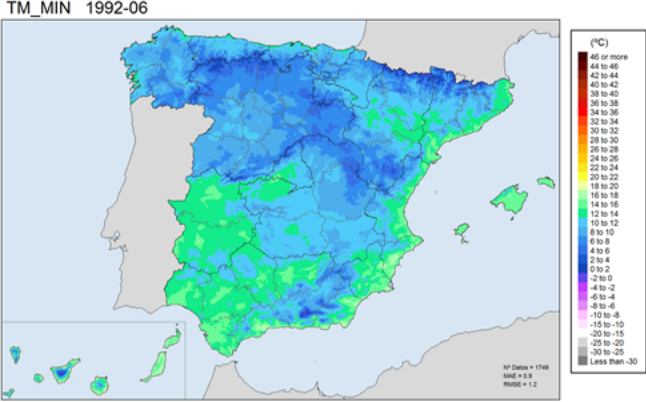 TM_MIN 1992-06
(ºC)
46 or more
44 to 46
42 to 44
40 to 42
38 to 40
36 to 38
34 to 36
32 to 34
30 to 32
28 to 30
26 to 28
24 to 26
22 to 24
20 to 22
18 to 20
16 to 18
14 to 16
12 to 14
10 to 12
8 to 10
6 to 8
4 to 6
2 to 4
0 to 2
-2 to 0
-4 to -2
-6 to -4
-8 to -6
-10 to -8
-15 to -10
-20 to -15
-25 to -20
-30 to -25
Less than -30
Nº Datos = 1749
MAE = 0.9
RMSE = 1.2